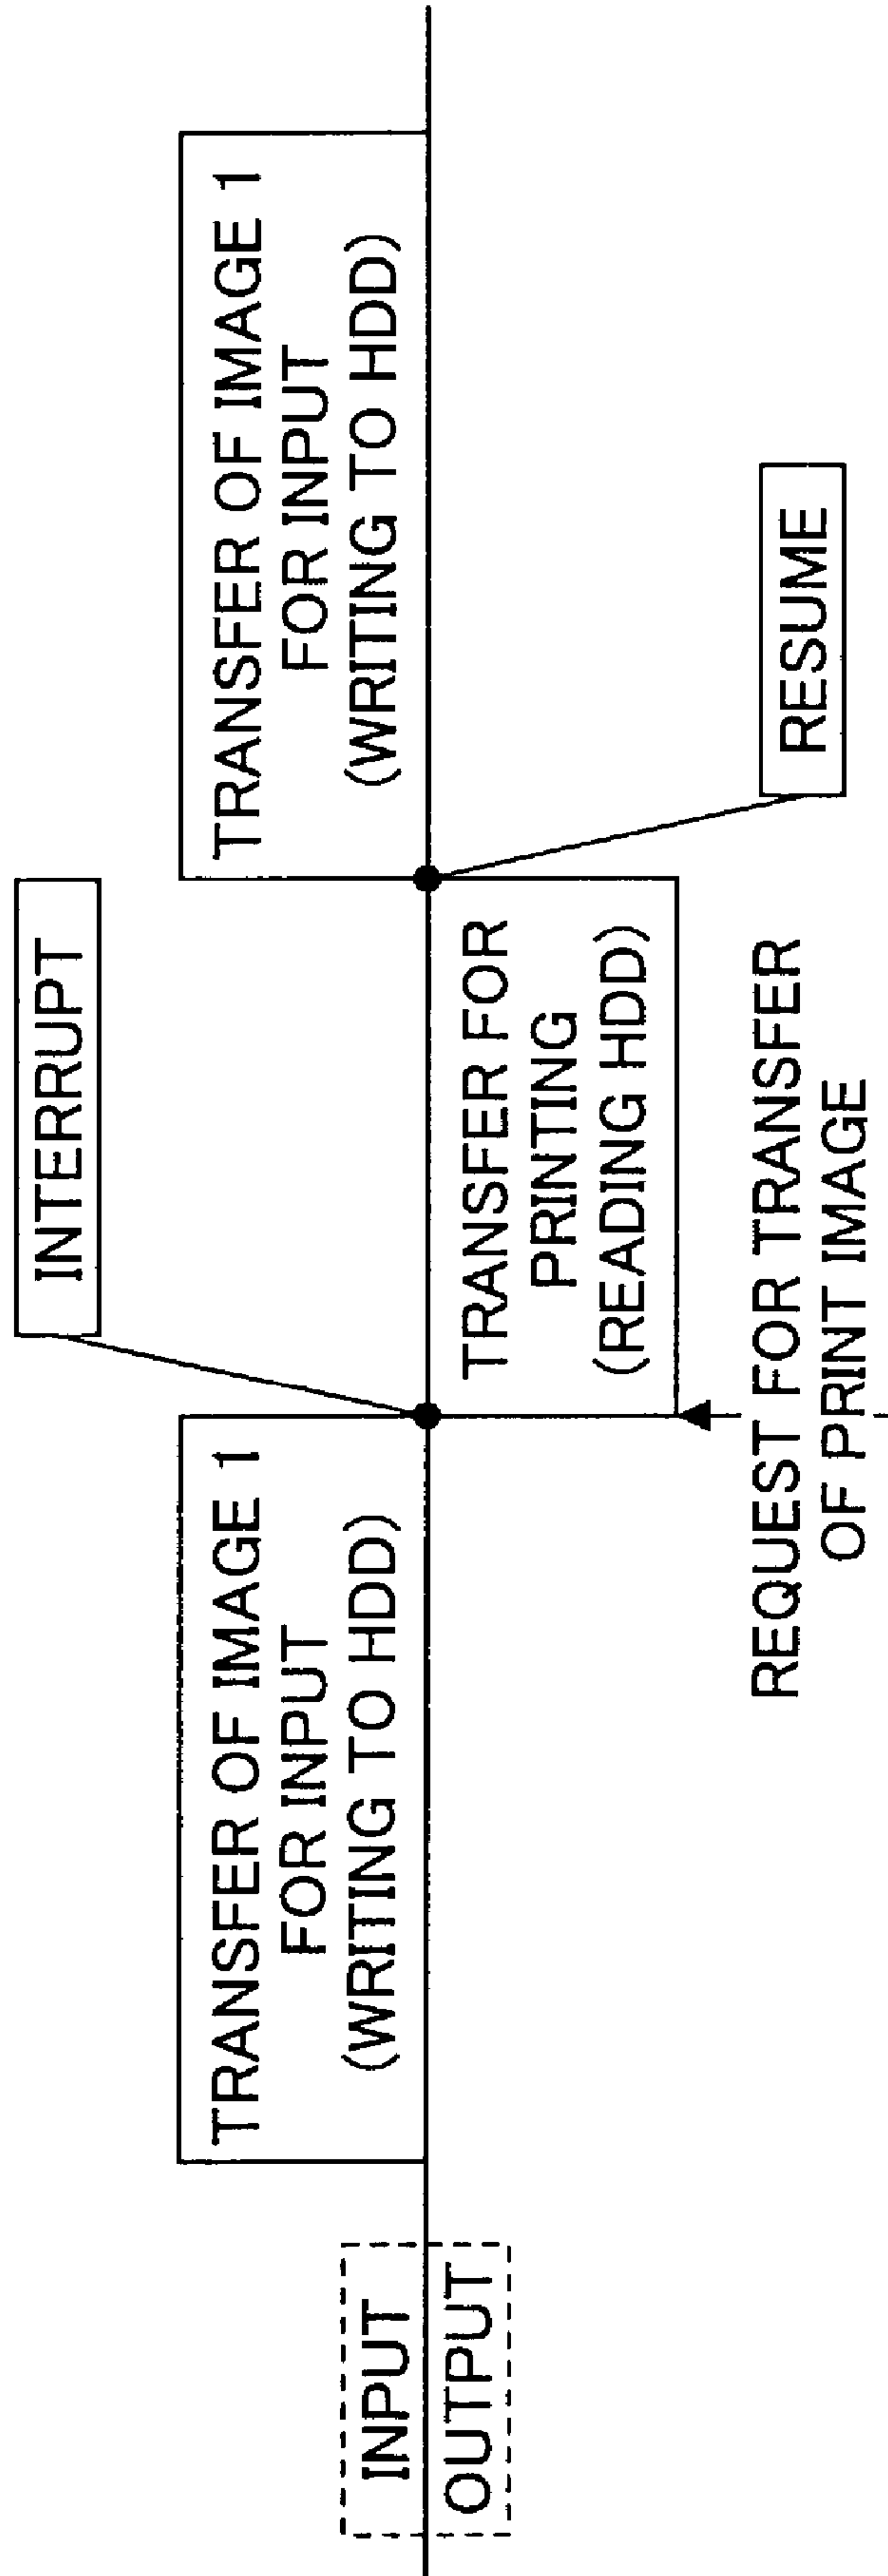 INTERRUPT
TRANSFER OF IMAGE 1
FOR INPUT
(WRITING TO HDD)
TRANSFER OF IMAGE 1
FOR INPUT
(WRITING TO HDD)
INPUT
OUTPUT
TRANSFER FOR
PRINTING
(READING HDD)
RESUME
REQUEST FOR TRANSFER
OF PRINT IMAGE